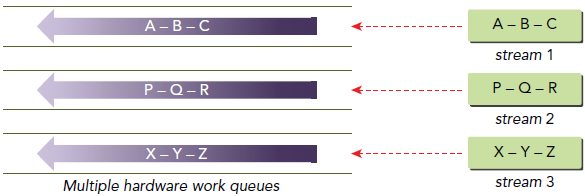 A – B – C
A – B – C
stream 1
P – Q – R
P – Q – R
stream 2
X – Y – Z
X – Y – Z
stream 3
Multiple hardware work queues